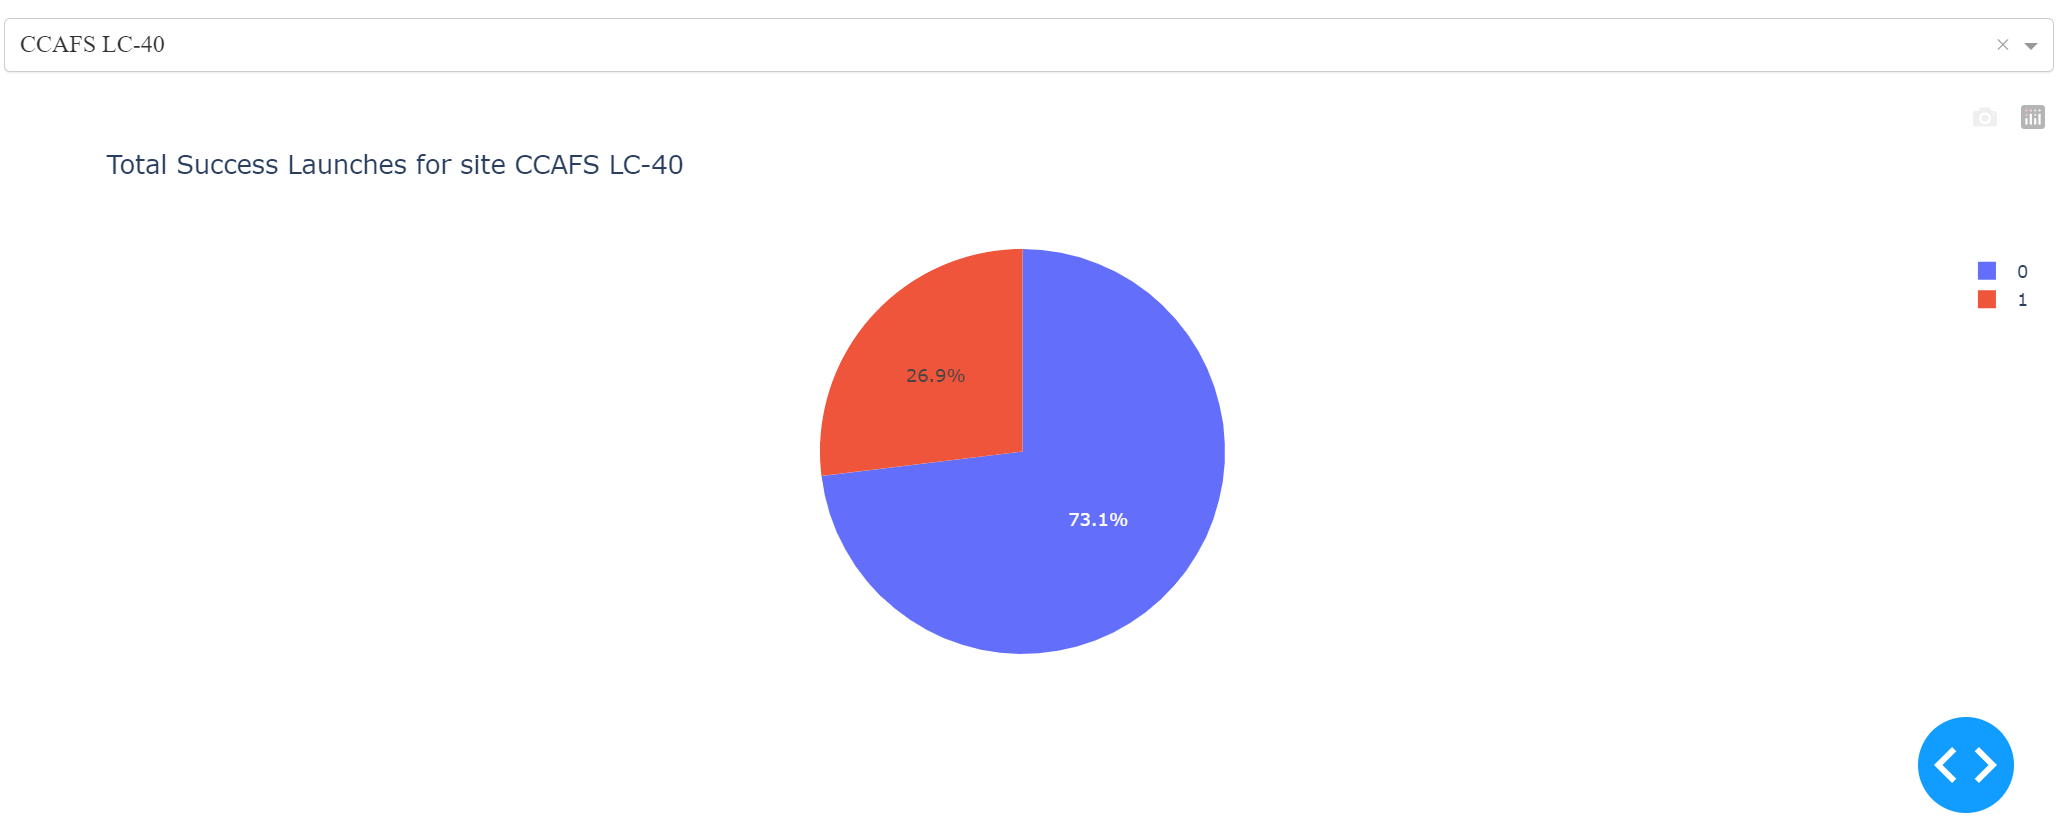 CCAFS LC-40
Total Success Launches for site CCAFS LC-40
0
1
26.9%
73.1%